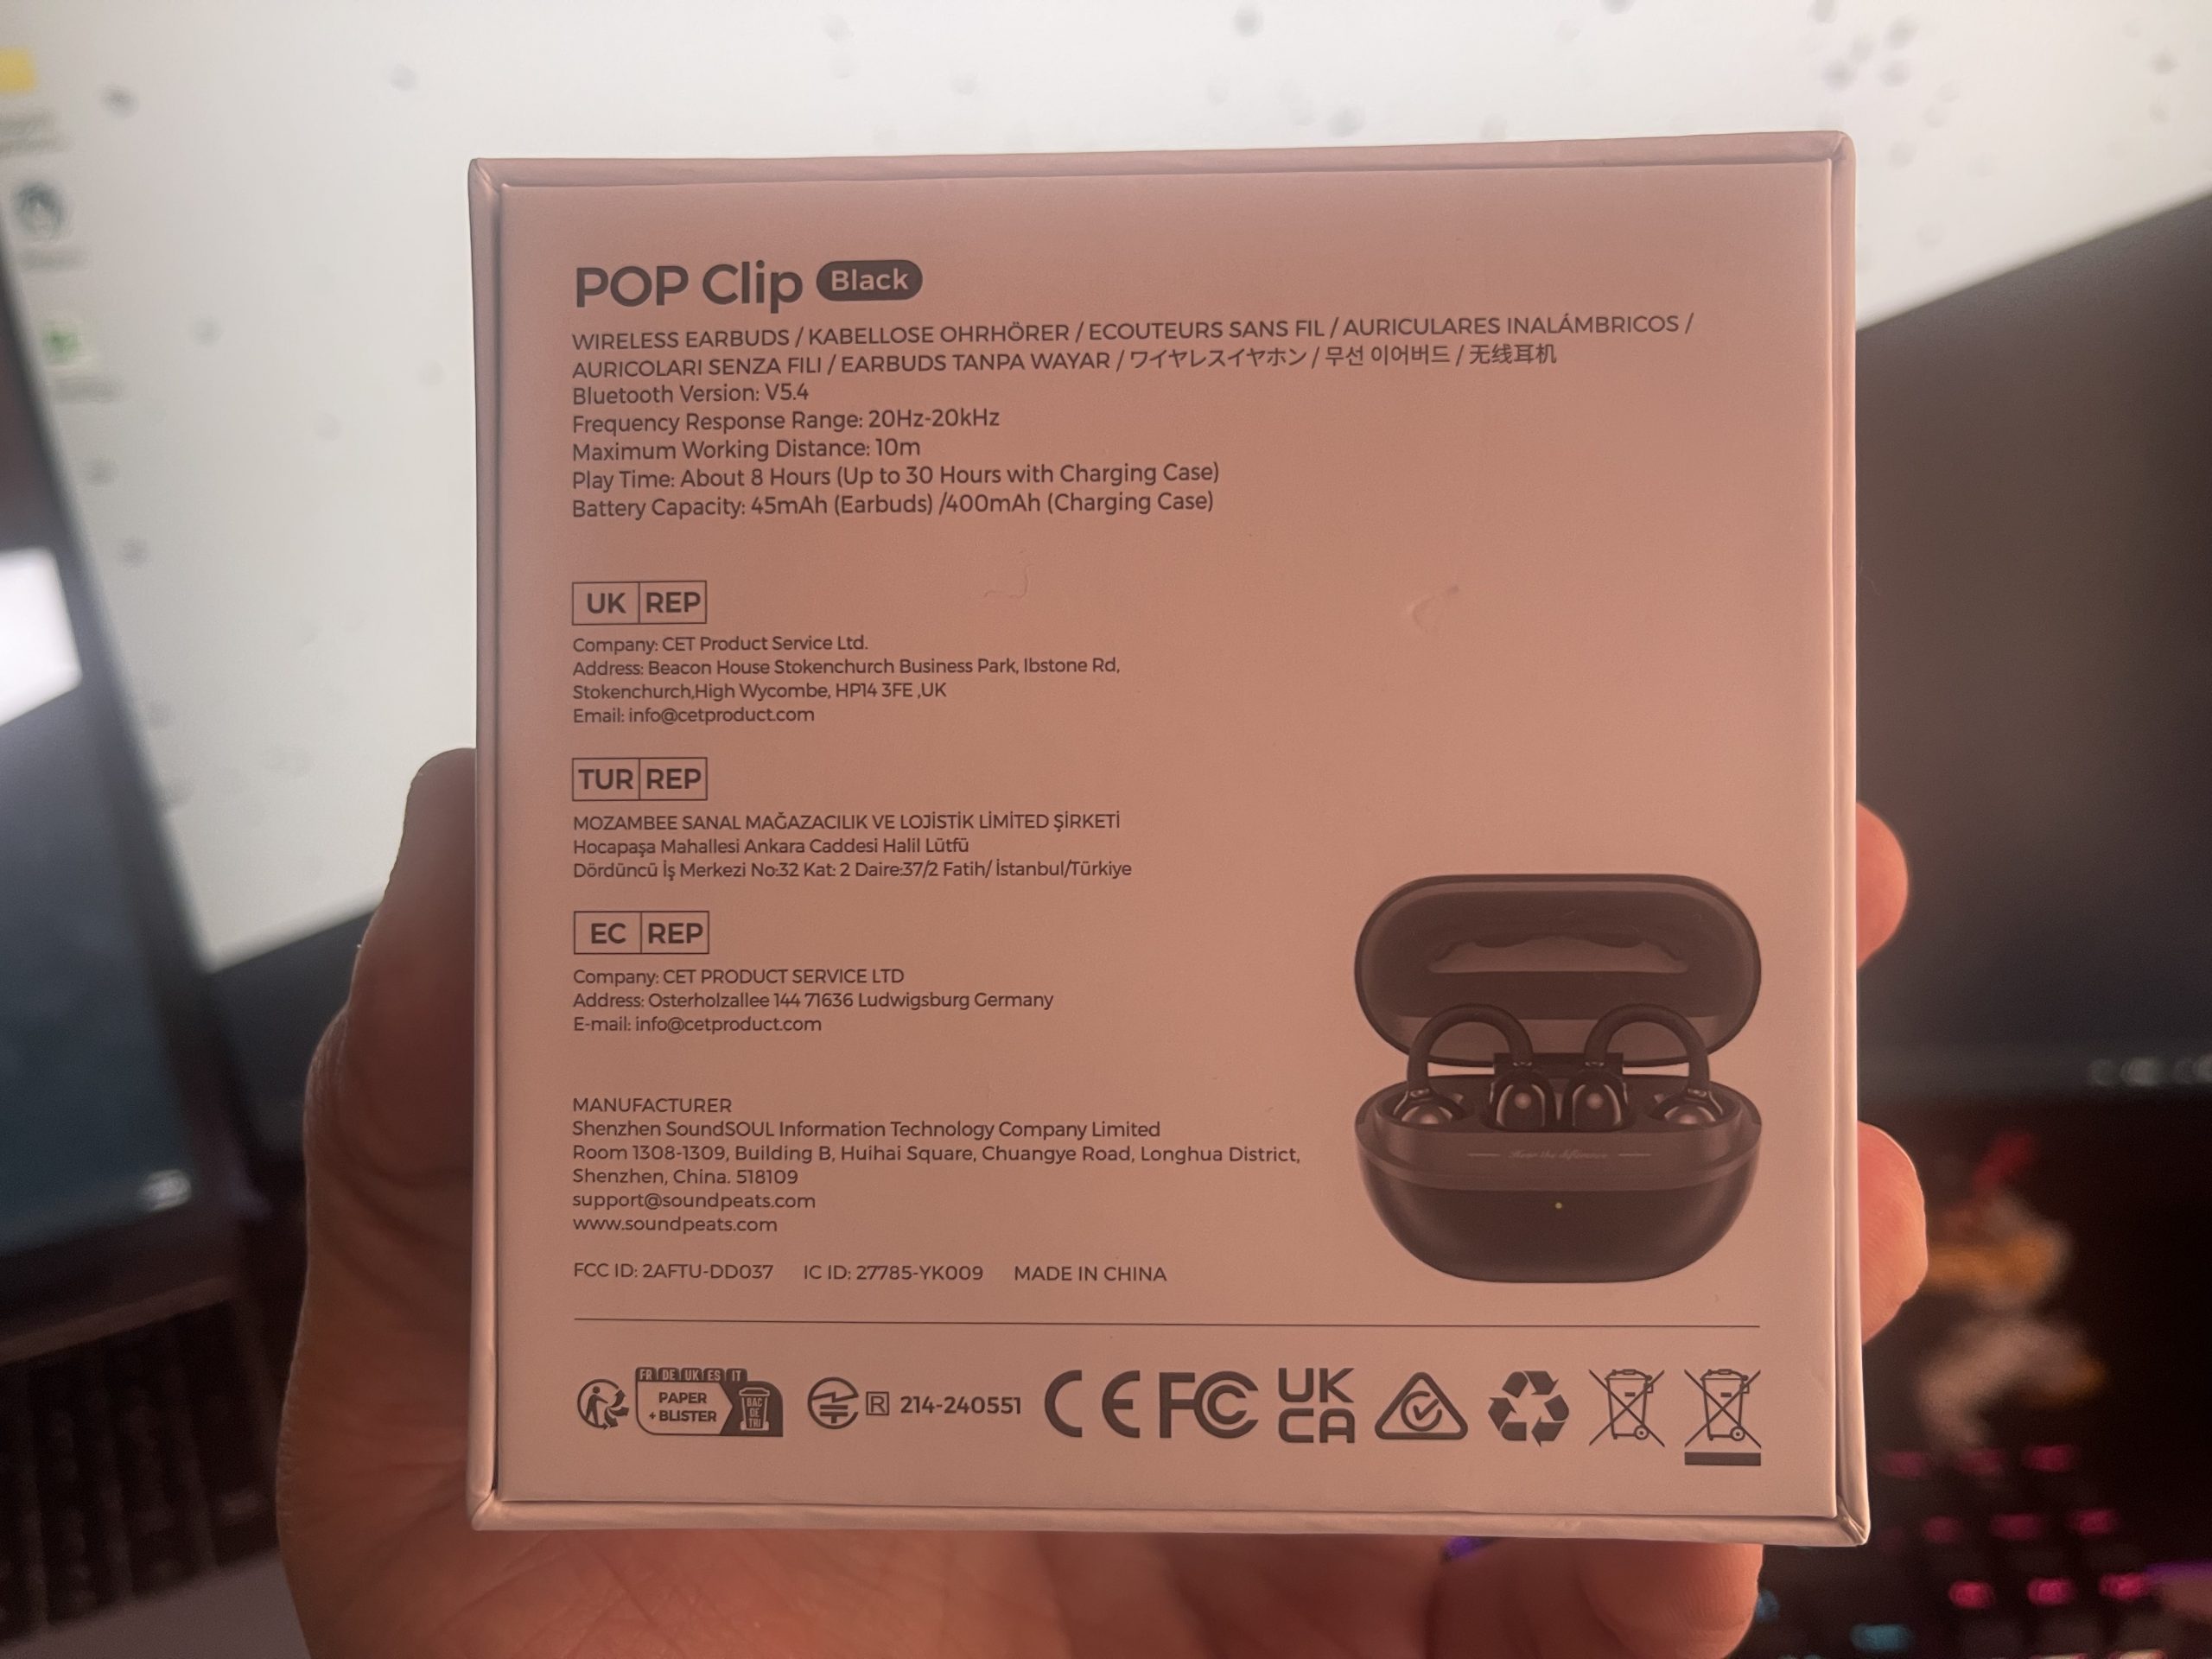 POP Clip Black
WIRELESS EARBUDS / KABELLOSE OHRHÖRER / ECOUTEURS SANS FIL / AURICULARES INALÁMBRICOS /
AURICOLARI SENZA FILI / EARBUDS TANPA WAYAR / ワイヤレスイヤホン / 무선 이어버드 / 无线耳机
Bluetooth Version: V5.4
Frequency Response Range: 20Hz-20kHz
Maximum Working Distance: 10m
Play Time: About 8 Hours (Up to 30 Hours with Charging Case)
Battery Capacity: 45mAh (Earbuds) /400mAh (Charging Case)
UK REP
Company: CET Product Service Ltd.
Address: Beacon House Stokenchurch Business Park, Ibstone Rd,
Stokenchurch,High Wycombe, HP14 3FE ,UK
Email: info@cetproduct.com
TUR REP
MOZAMBEE SANAL MAĞAZACILIK VE LOJİSTİK LİMİTED ŞİRKETİ
Hocapaşa Mahallesi Ankara Caddesi Halil Lütfü
Dördüncü İş Merkezi No:32 Kat: 2 Daire:37/2 Fatih/ İstanbul/Türkiye
EC REP
Company: CET PRODUCT SERVICE LTD
Address: Osterholzallee 144 71636 Ludwigsburg Germany
E-mail: info@cetproduct.com
MANUFACTURER
Shenzhen SoundSOUL Information Technology Company Limited
Room 1308-1309, Building B, Huihai Square, Chuangye Road, Longhua District,
Shenzhen, China. 518109
support@soundpeats.com
www.soundpeats.com
Hear the difference
FCC ID: 2AFTU-DD037 IC ID: 27785-YK009 MADE IN CHINA
FR DE UK ES IT
PAPER
+ BLISTER
BAC
DE
TRI
R 214-240551
CE FC
UK
CA